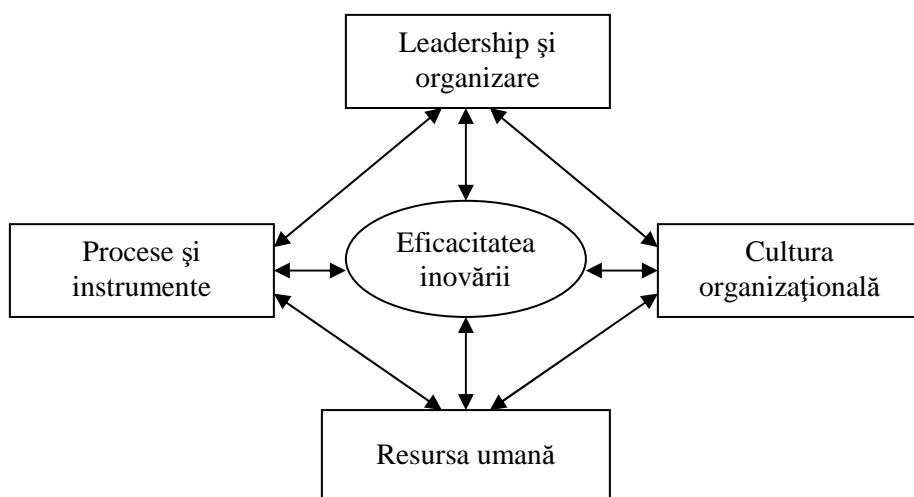 Leadership şi
organizare
Procese şi
instrumente
Eficacitatea
inovării
Cultura
organizaţională
Resursa umană